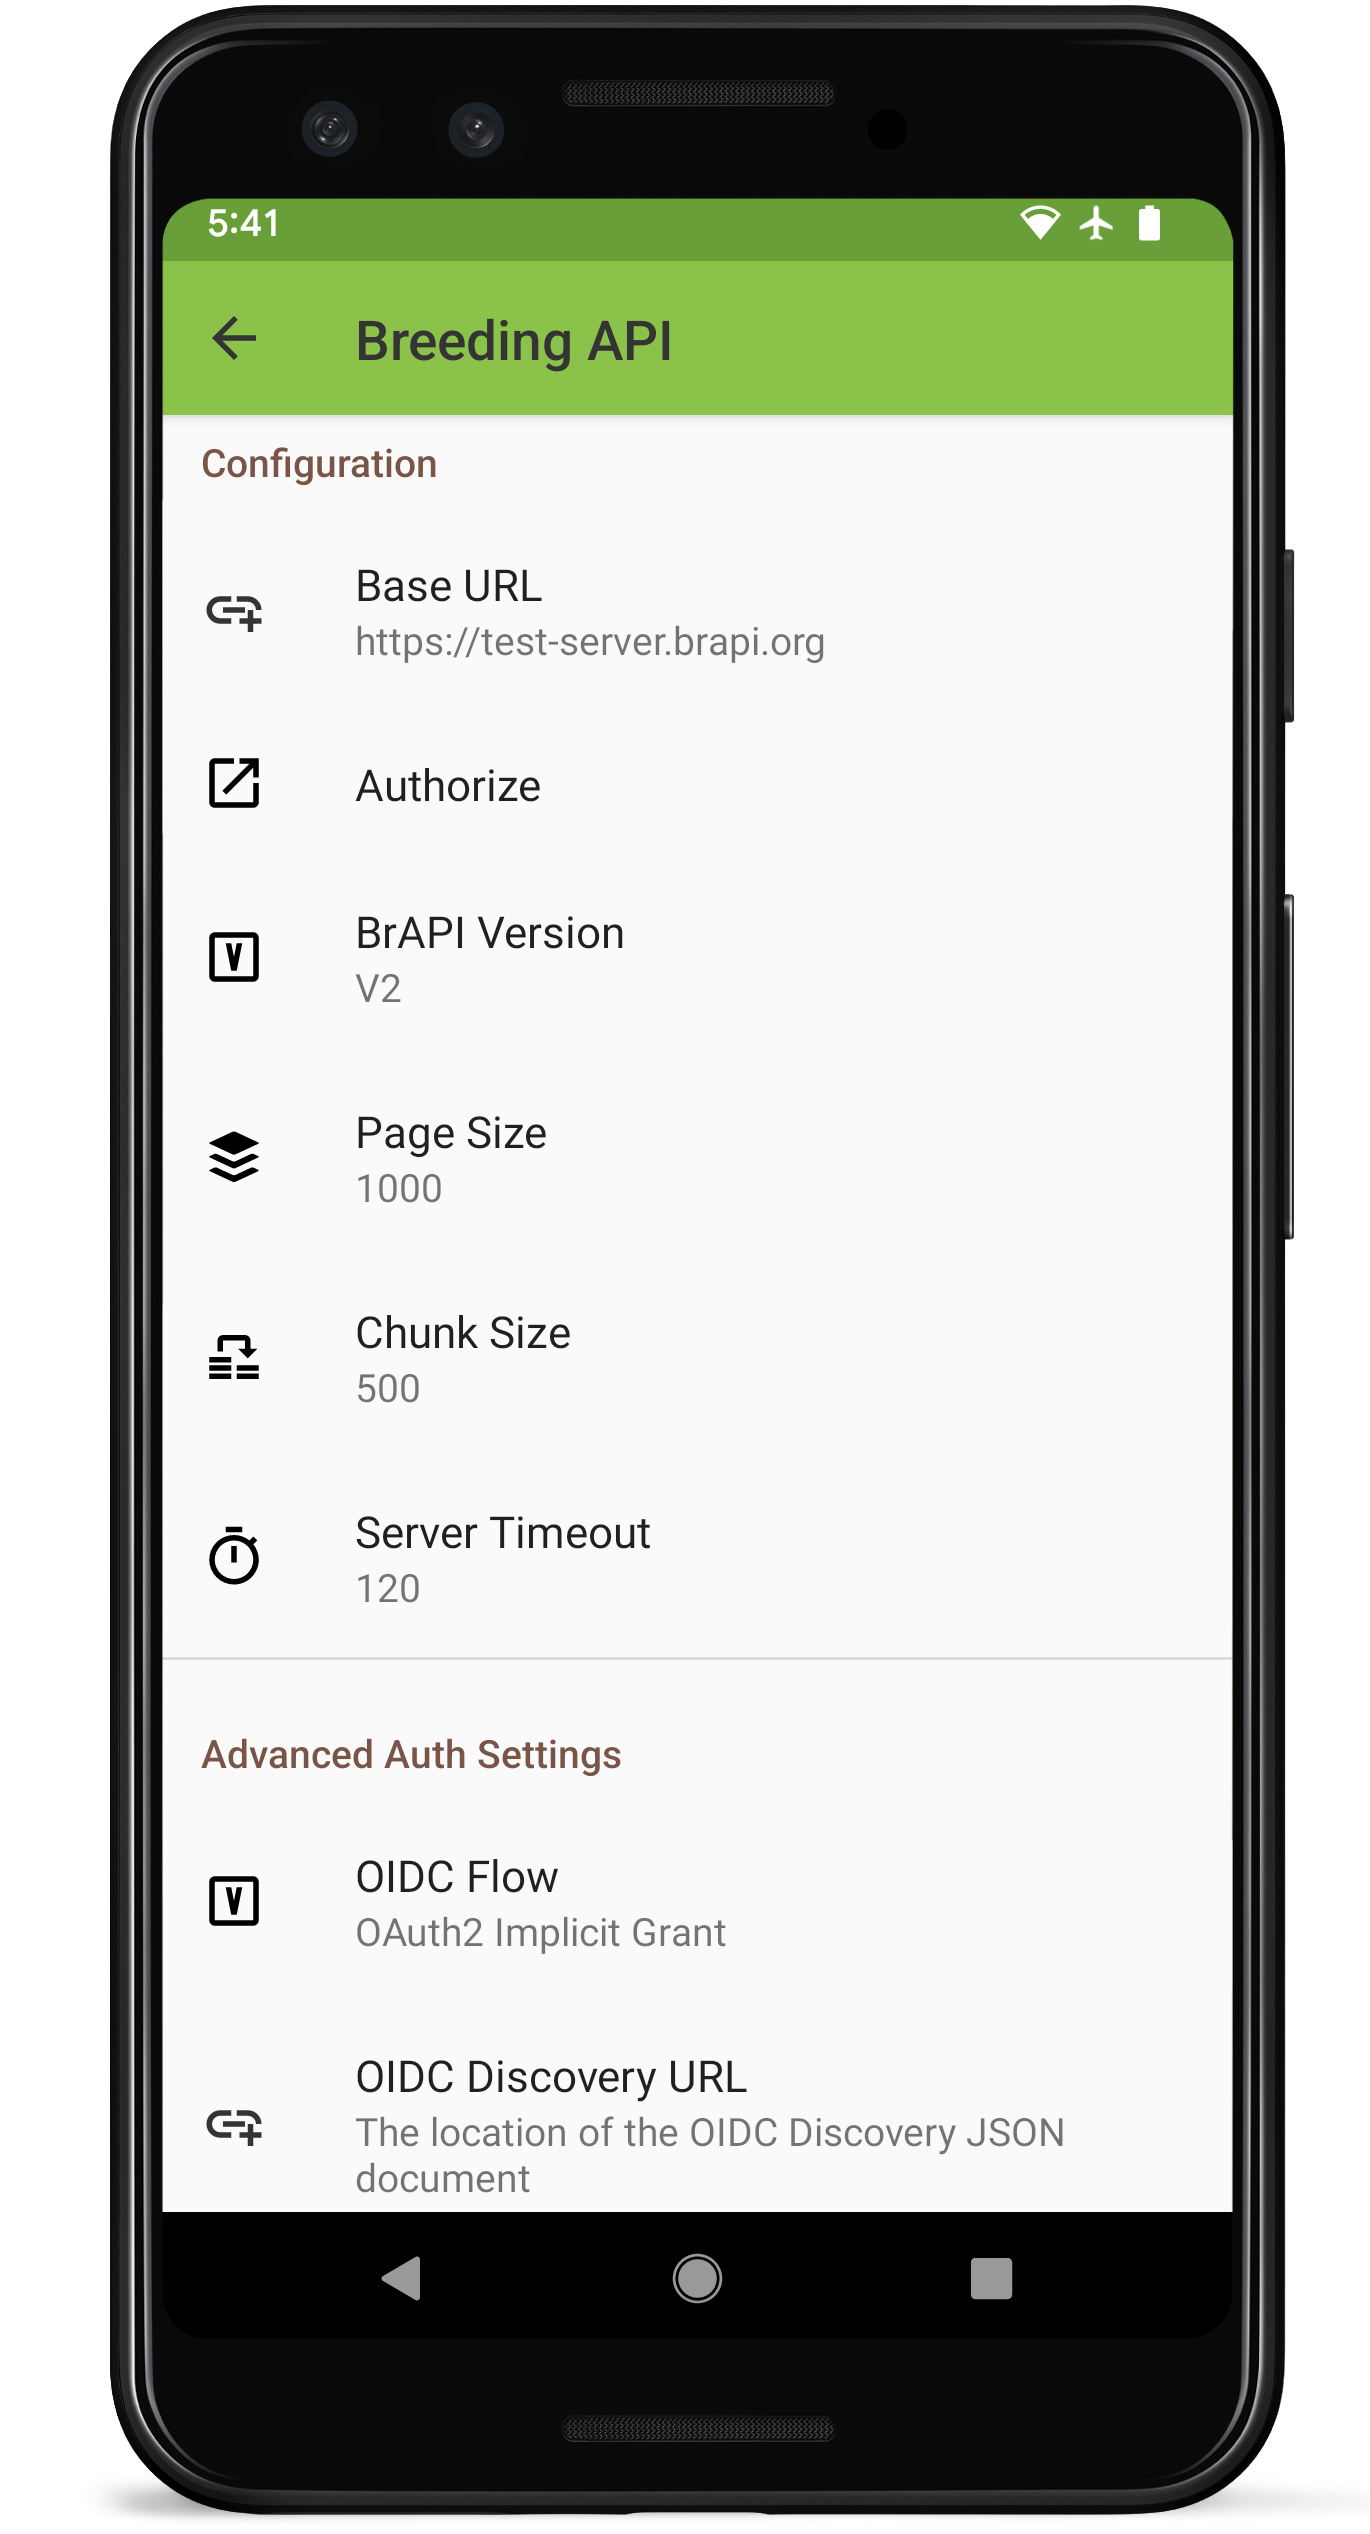 5:41
Breeding API
Configuration
Base URL
https://test-server.brapi.org
Authorize
BrAPI Version
V2
Page Size
1000
Chunk Size
500
Server Timeout
120
Advanced Auth Settings
OIDC Flow
OAuth2 Implicit Grant
OIDC Discovery URL
The location of the OIDC Discovery JSON
document